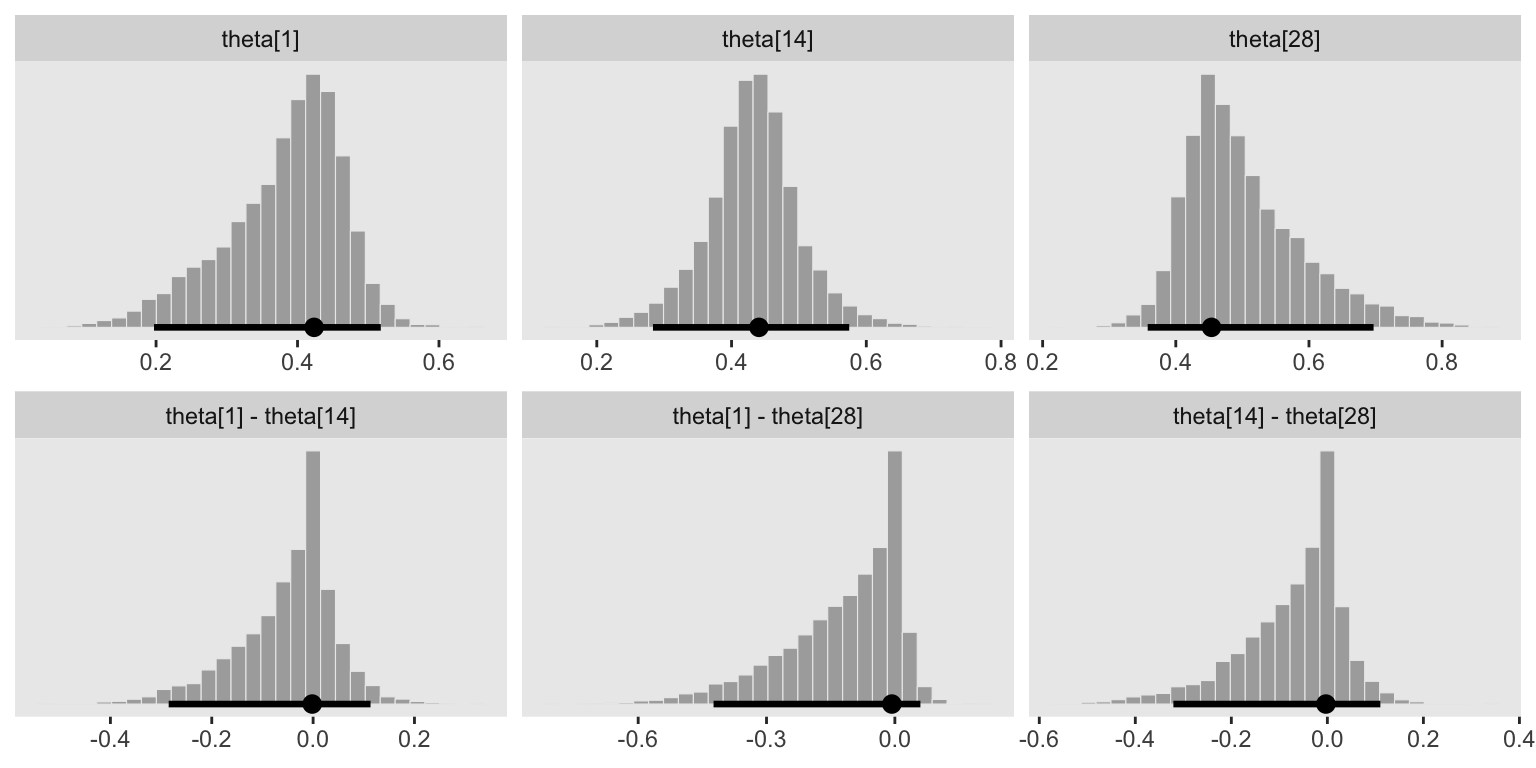 theta[1] theta[14] theta[28]
0.2 0.4 0.6 0.2 0.4 0.6 0.8 0.2 0.4 0.6 0.8
theta[1] - theta[14] theta[1] - theta[28] theta[14] - theta[28]
-0.4 -0.2 0.0 0.2 -0.6 -0.3 0.0 -0.6 -0.4 -0.2 0.0 0.2 0.4